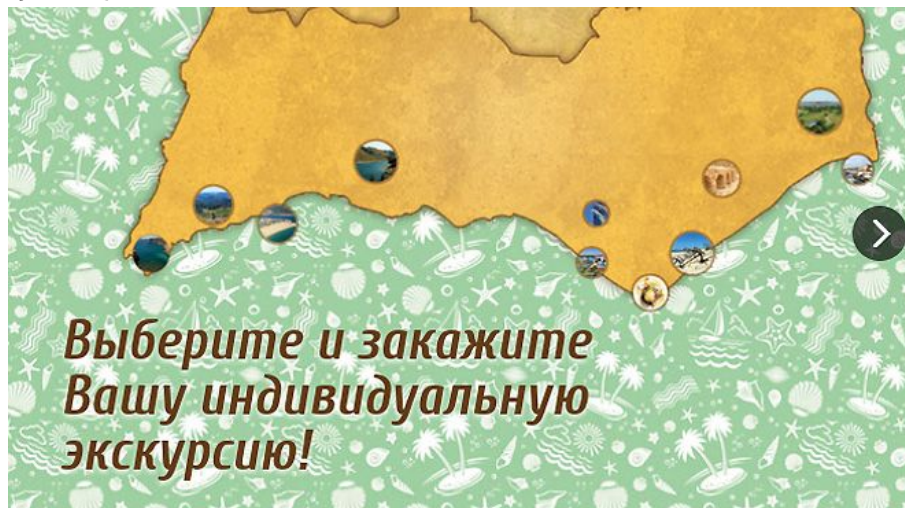 Выберите и закажите
Вашу индивидуальную
экскурсию!